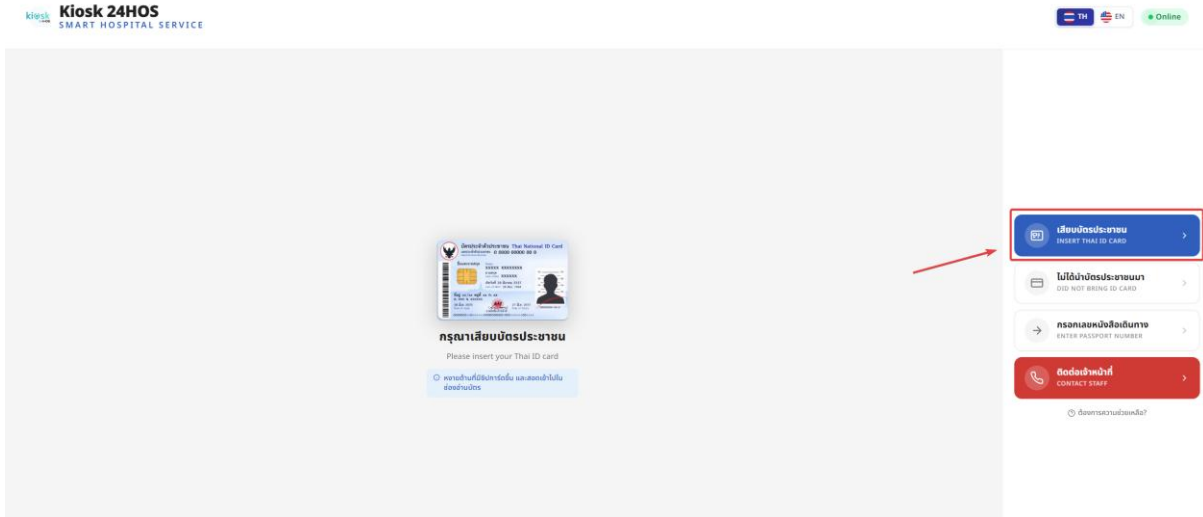 kiosk
Kiosk 24HOS
SMART HOSPITAL SERVICE
TH
EN
Online
บัตรประจำตัวประชาชน Thai National ID Card
กรุณาเสียบบัตรประชาชน
Please insert your Thai ID card
หงายด้านที่มีชิปการ์ดขึ้น และสอดเข้าไปใน
ช่องอ่านบัตร
เสียบบัตรประชาชน
INSERT THAI ID CARD
ไม่ได้นำบัตรประชาชนมา
DID NOT BRING ID CARD
กรอกเลขหนังสือเดินทาง
ENTER PASSPORT NUMBER
ติดต่อเจ้าหน้าที่
CONTACT STAFF
ต้องการความช่วยเหลือ?